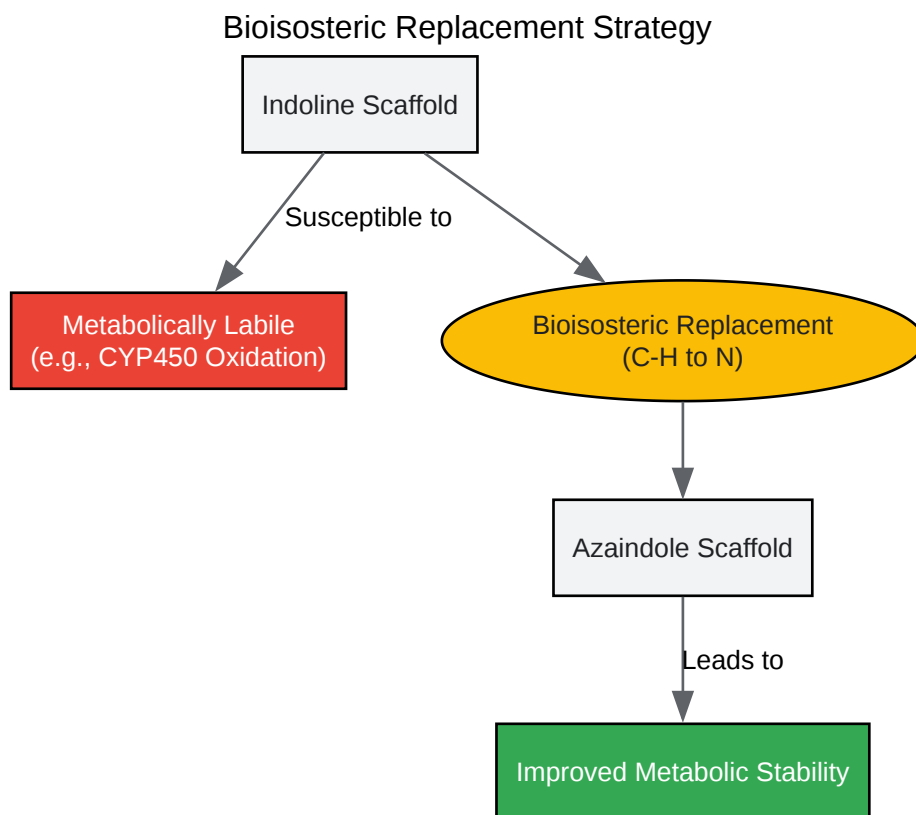 Bioisosteric Replacement Strategy
Indoline Scaffold
Susceptible to
Metabolically Labile
(e.g., CYP450 Oxidation)
Bioisosteric Replacement
(C-H to N)
Azaindole Scaffold
Leads to
Improved Metabolic Stability